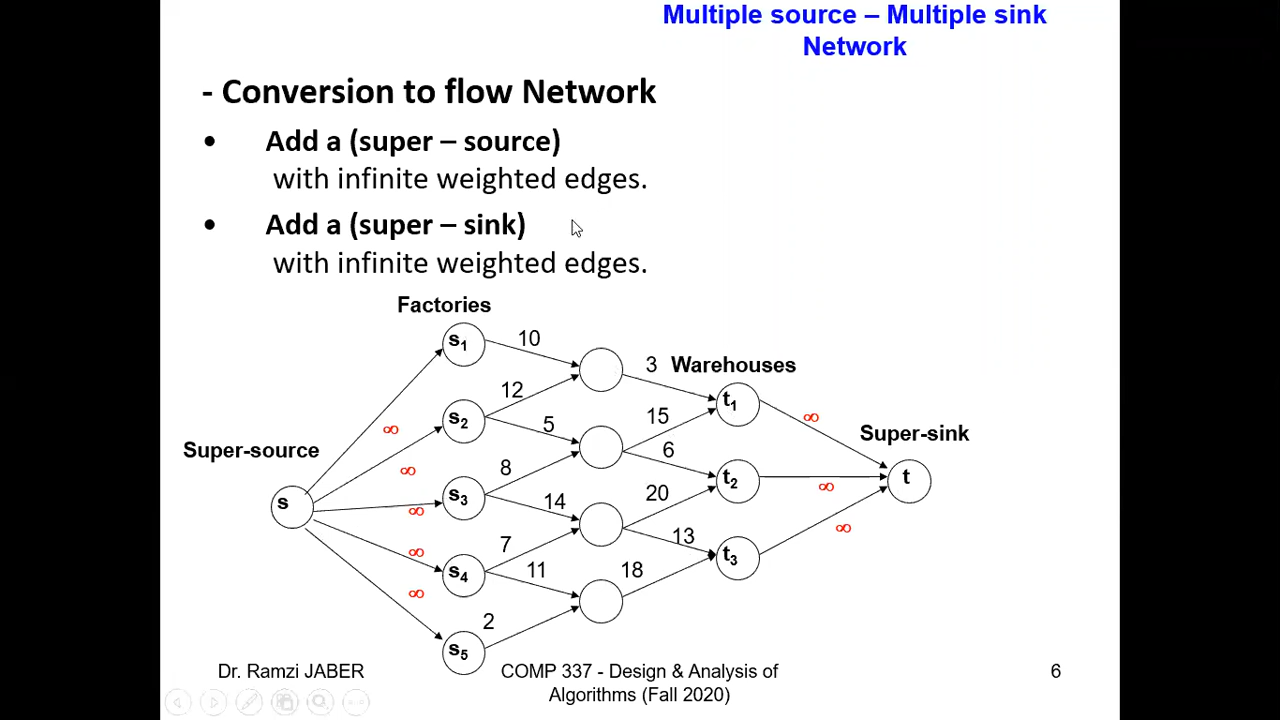 Multiple source – Multiple sink
Network
- Conversion to flow Network
• Add a (super – source)
with infinite weighted edges.
• Add a (super – sink)
with infinite weighted edges.
Factories
s1
10
3
Warehouses
12
t1
∞
s2
15
5
6
Super-sink
∞
Super-source
8
t2
t
∞
∞
s
s3
14
20
∞
∞
13
∞
7
t3
s4
11
18
∞
2
s5
Dr. Ramzi JABER
COMP 337 - Design & Analysis of
Algorithms (Fall 2020)
6